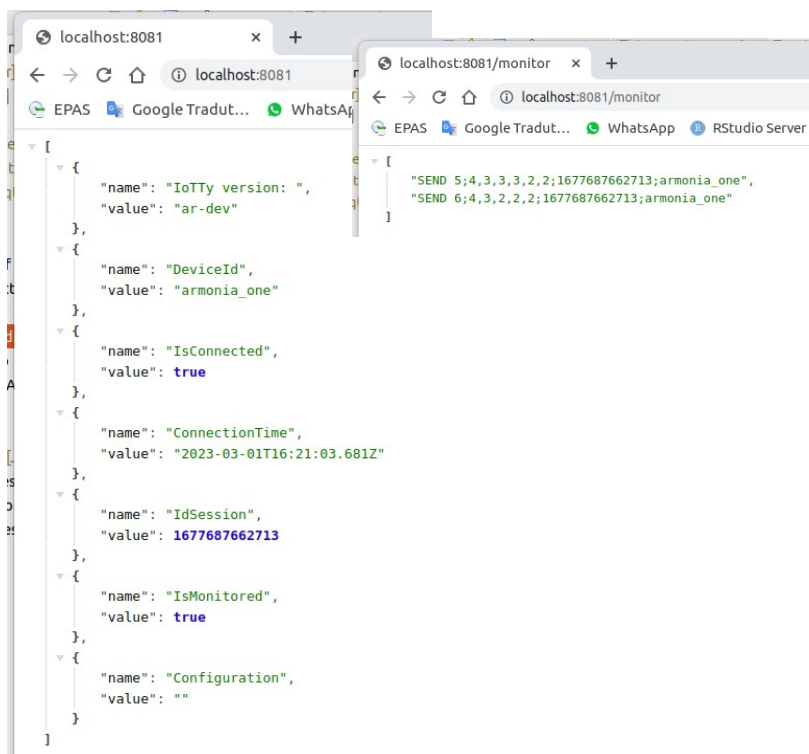 localhost:8081
localhost:8081
EPAS Google Tradut... WhatsAp
[
{
"name": "IoTTy version: ",
"value": "ar-dev"
},
{
"name": "DeviceId",
"value": "armonia_one"
},
{
"name": "IsConnected",
"value": true
},
{
"name": "ConnectionTime",
"value": "2023-03-01T16:21:03.681Z"
},
{
"name": "IdSession",
"value": 1677687662713
},
{
"name": "IsMonitored",
"value": true
},
{
"name": "Configuration",
"value": ""
}
]
localhost:8081/monitor
localhost:8081/monitor
EPAS Google Tradut... WhatsApp RStudio Server
[
"SEND 5;4,3,3,3,2,2;1677687662713;armonia_one",
"SEND 6;4,3,2,2,2;1677687662713;armonia_one"
]